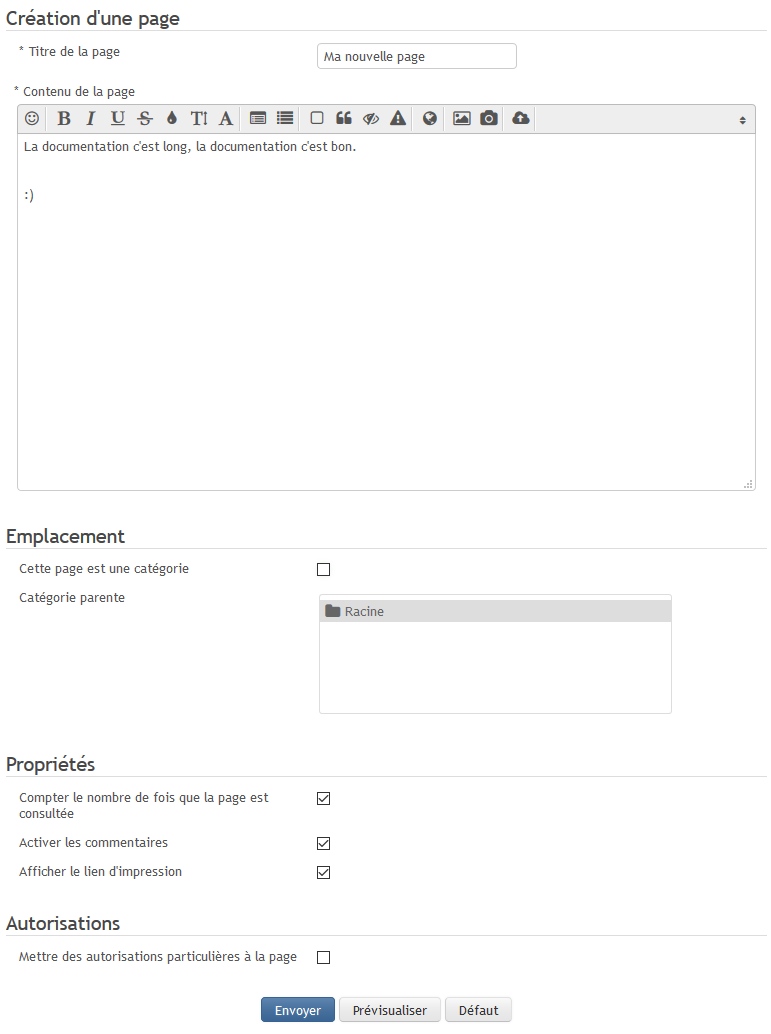 Création d'une page
* Titre de la page
Ma nouvelle page
* Contenu de la page
B I U S T A
La documentation c'est long, la documentation c'est bon.
:)
Emplacement
Cette page est une catégorie
Catégorie parente
Racine
Propriétés
Compter le nombre de fois que la page est
consultée
Activer les commentaires
Afficher le lien d'impression
Autorisations
Mettre des autorisations particulières à la page
Envoyer Prévisualiser Défaut